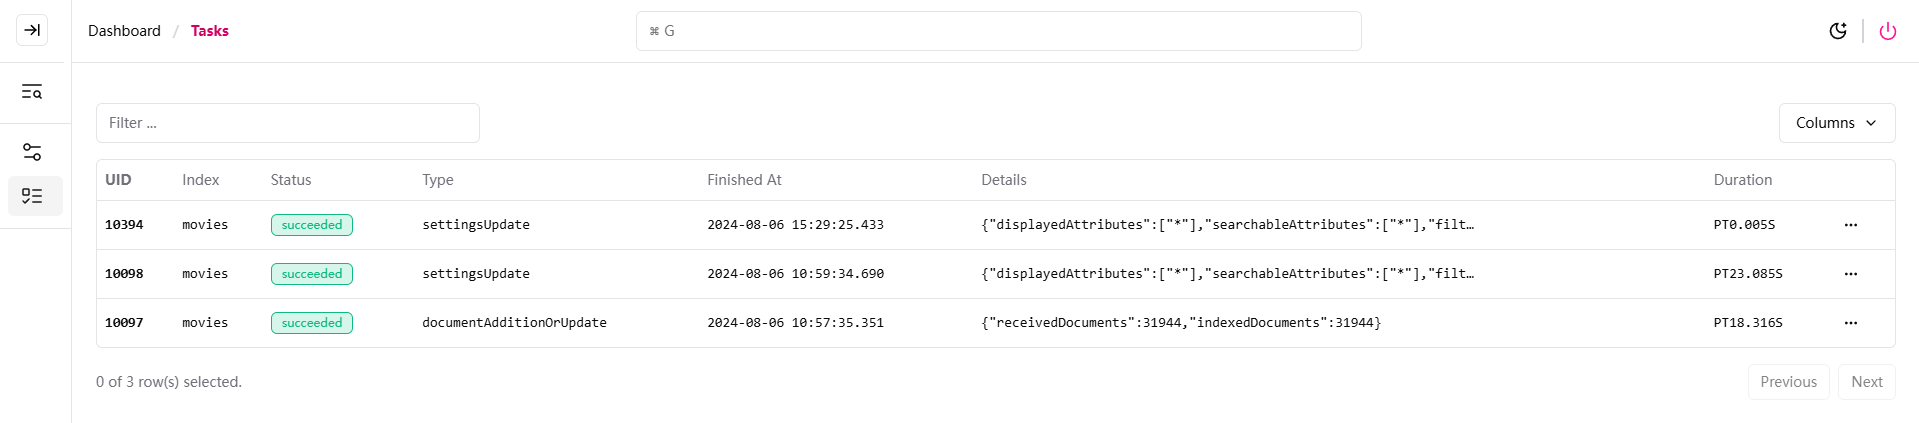 Dashboard / Tasks
⌘ G
Filter ...
Columns
UID Index Status Type Finished At Details Duration
10394 movies succeeded settingsUpdate 2024-08-06 15:29:25.433 {"displayedAttributes":["*"],"searchableAttributes":["*"],"filt… PT0.005S
10098 movies succeeded settingsUpdate 2024-08-06 10:59:34.690 {"displayedAttributes":["*"],"searchableAttributes":["*"],"filt… PT23.085S
10097 movies succeeded documentAdditionOrUpdate 2024-08-06 10:57:35.351 {"receivedDocuments":31944,"indexedDocuments":31944} PT18.316S
0 of 3 row(s) selected.
Previous Next